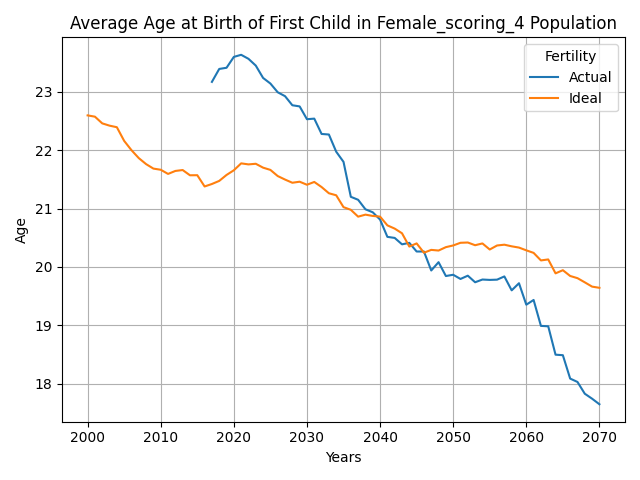 Average Age at Birth of First Child in Female_scoring_4 Population
Fertility
Actual
Ideal
23
22
21
20
19
18
Age
2000 2010 2020 2030 2040 2050 2060 2070
Years